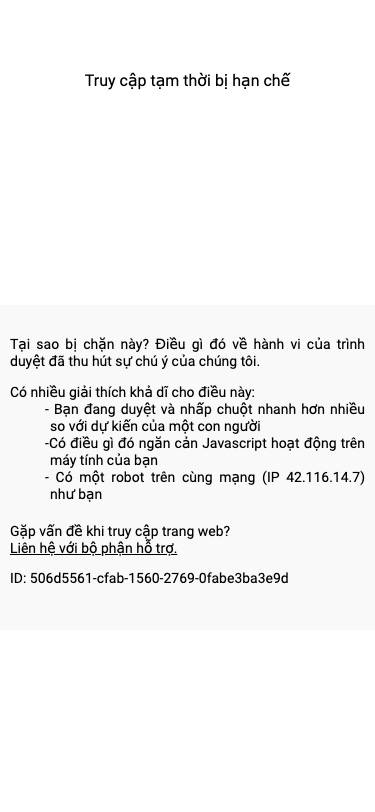 Truy cập tạm thời bị hạn chế
Tại sao bị chặn này? Điều gì đó về hành vi của trình
duyệt đã thu hút sự chú ý của chúng tôi.
Có nhiều giải thích khả dĩ cho điều này:
- Bạn đang duyệt và nhấp chuột nhanh hơn nhiều
so với dự kiến của một con người
-Có điều gì đó ngăn cản Javascript hoạt động trên
máy tính của bạn
- Có một robot trên cùng mạng (IP 42.116.14.7)
như bạn
Gặp vấn đề khi truy cập trang web?
Liên hệ với bộ phận hỗ trợ.
ID: 506d5561-cfab-1560-2769-0fabe3ba3e9d